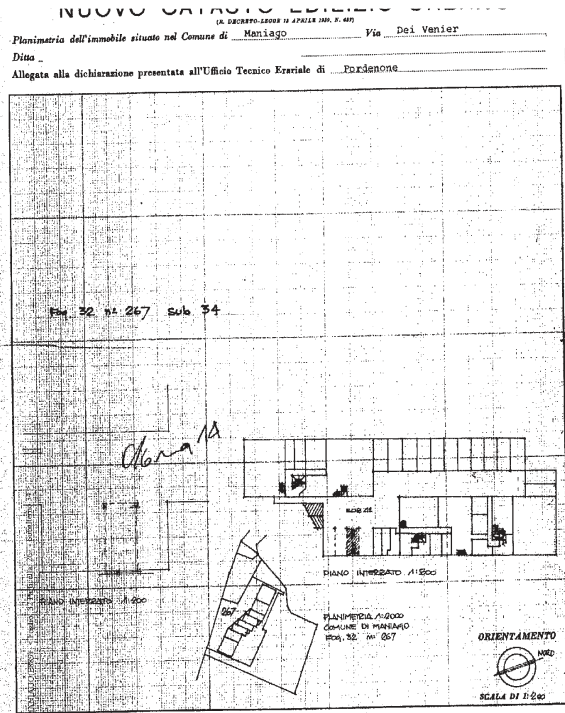 NUOVO CATASTO EDILIZIO URBANO
(R. DECRETO-LEGGE 13 APRILE 1939, N. 652)
Planimetria dell'immobile situato nel Comune di Maniago Via Dei Venier
Ditta
Allegata alla dichiarazione presentata all'Ufficio Tecnico Erariale di Pordenone
Fog. 32 n° 267 sub. 34
PIANO INTERRATO 1:500
PIANO INTERRATO 1:200
267
PLANIMETRIA 1:2000
COMUNE DI MANIAGO
FOG. 32 m: 267
ORIENTAMENTO
NORD
SCALA DI 1:200